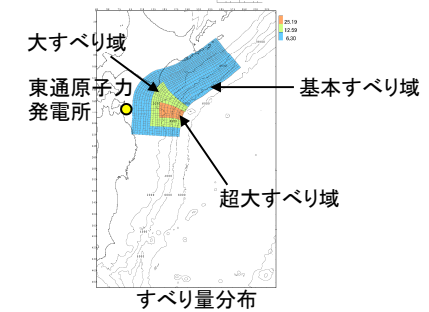 25.19
12.59
6.30
大すべり域
東通原子力
発電所
基本すべり域
超大すべり域
すべり量分布